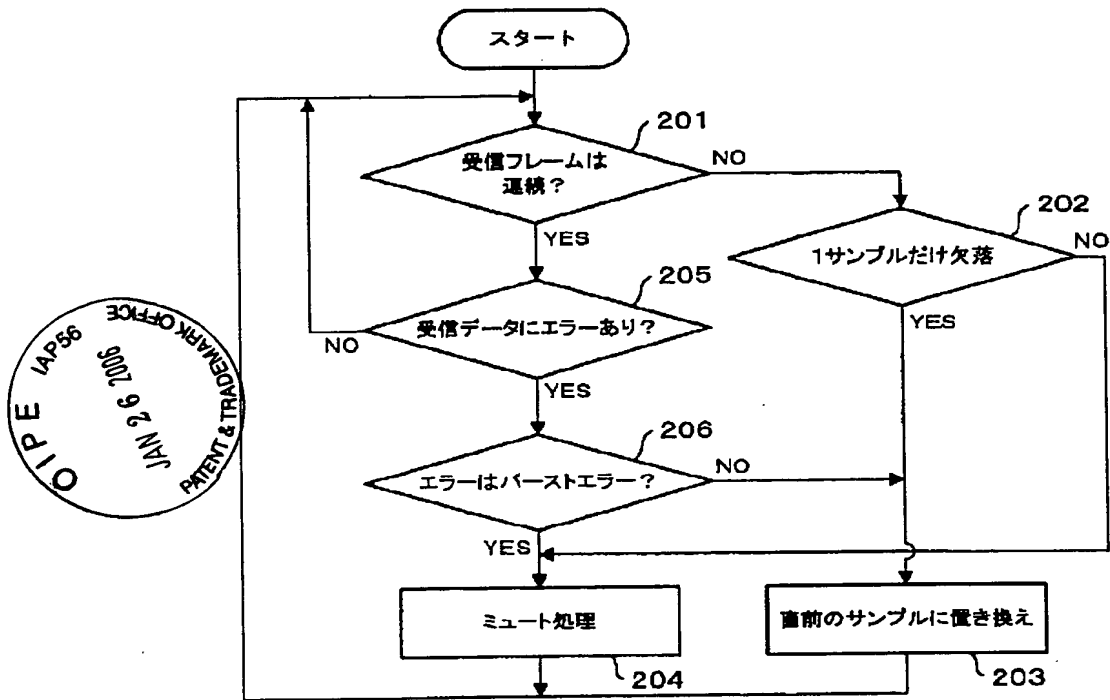 スタート
201
受信フレームは
連続？
NO
YES
202
1サンプルだけ欠落
NO
YES
205
受信データにエラーあり？
NO
YES
206
エラーはバーストエラー？
NO
YES
ミュート処理
204
直前のサンプルに置き換え
203
OIPE
IAP56
JAN 26 2006
PATENT & TRADEMARK OFFICE